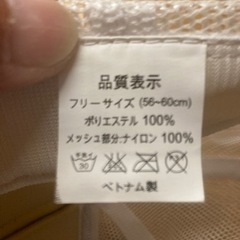 品質表示
フリーサイズ (56~60cm)
ポリエステル 100%
メッシュ部分:ナイロン 100%
ベトナム製